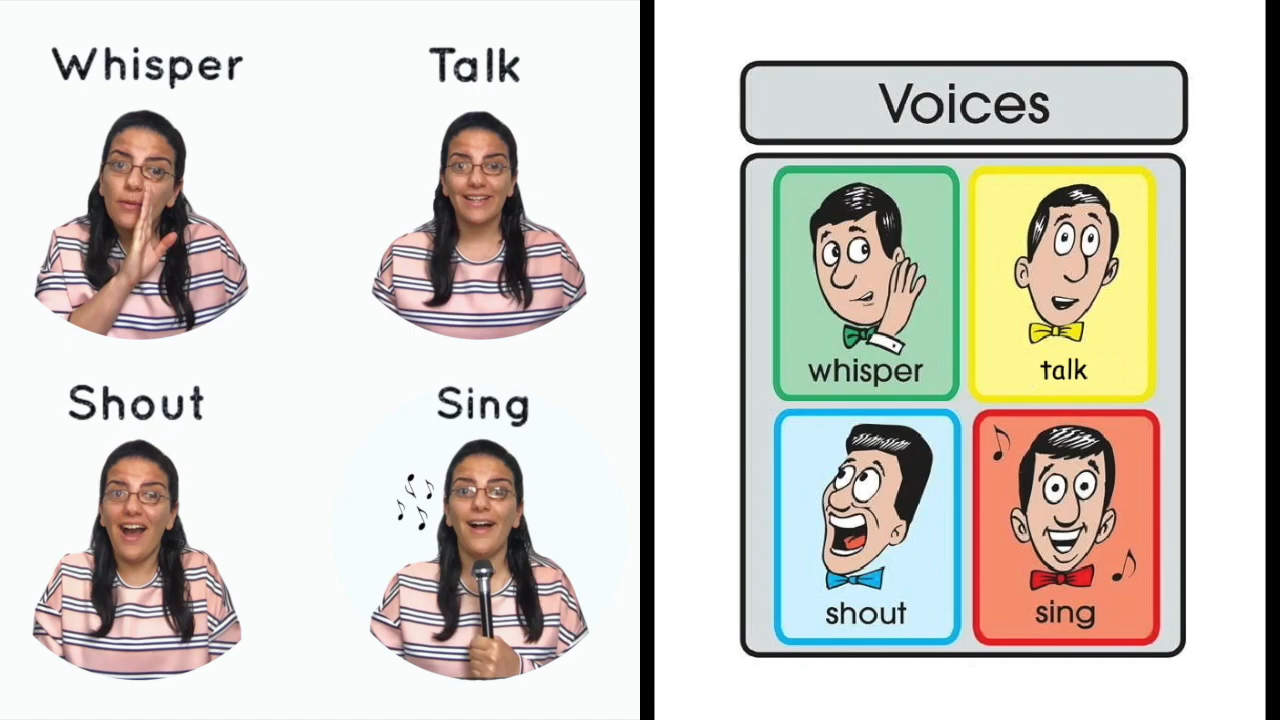 Whisper
Talk
Shout
Sing
Voices
whisper
talk
shout
sing